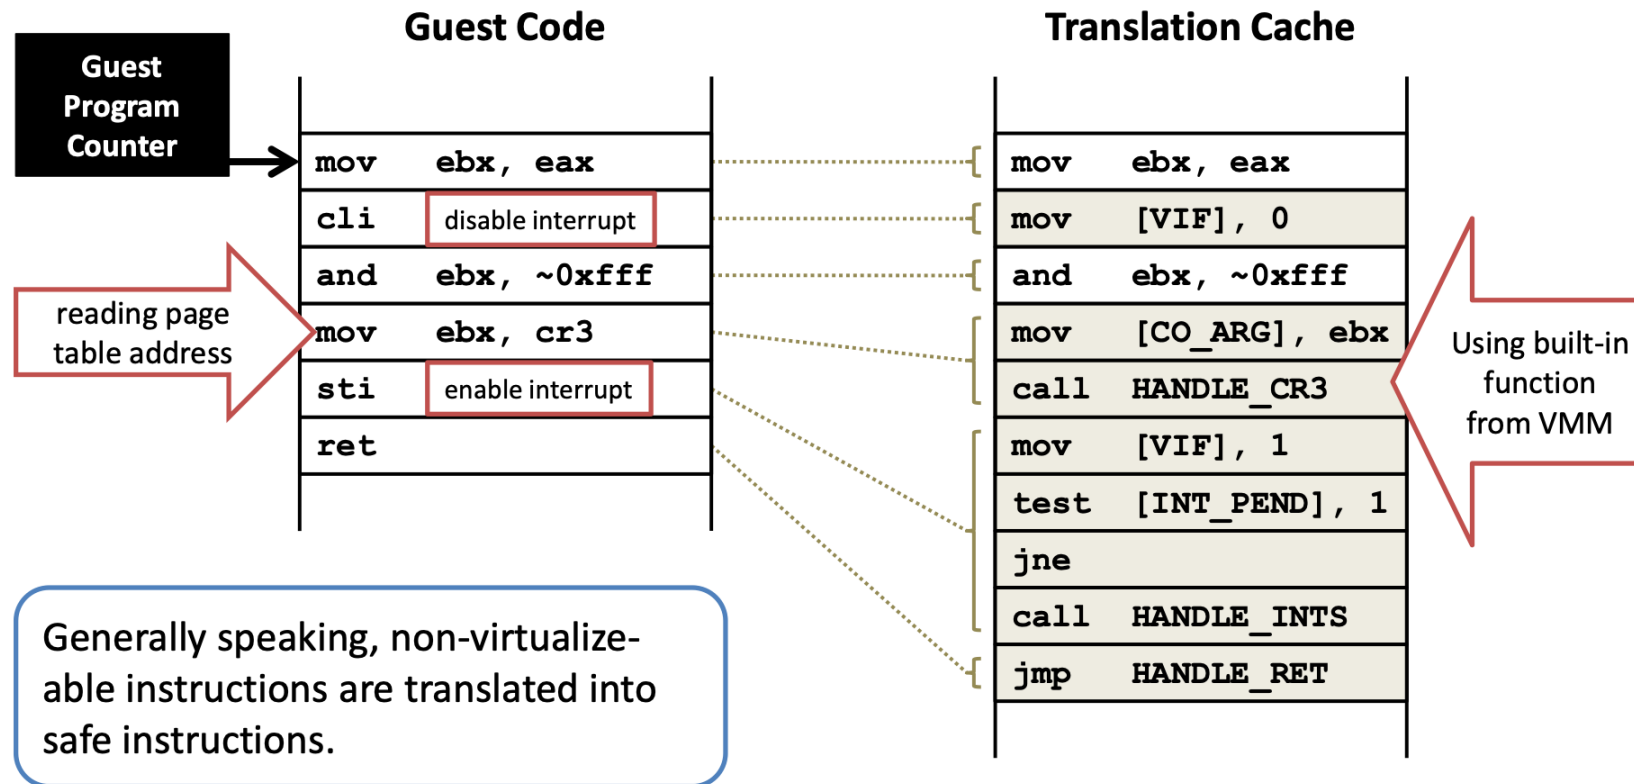 Guest Code
Translation Cache
Guest
Program
Counter
mov ebx, eax
cli disable interrupt
and ebx, ~0xfff
mov ebx, cr3
sti enable interrupt
ret
reading page
table address
mov ebx, eax
mov [VIF], 0
and ebx, ~0xfff
mov [CO_ARG], ebx
call HANDLE_CR3
mov [VIF], 1
test [INT_PEND], 1
jne
call HANDLE_INTS
jmp HANDLE_RET
Using built-in
function
from VMM
Generally speaking, non-virtualize-
able instructions are translated into
safe instructions.